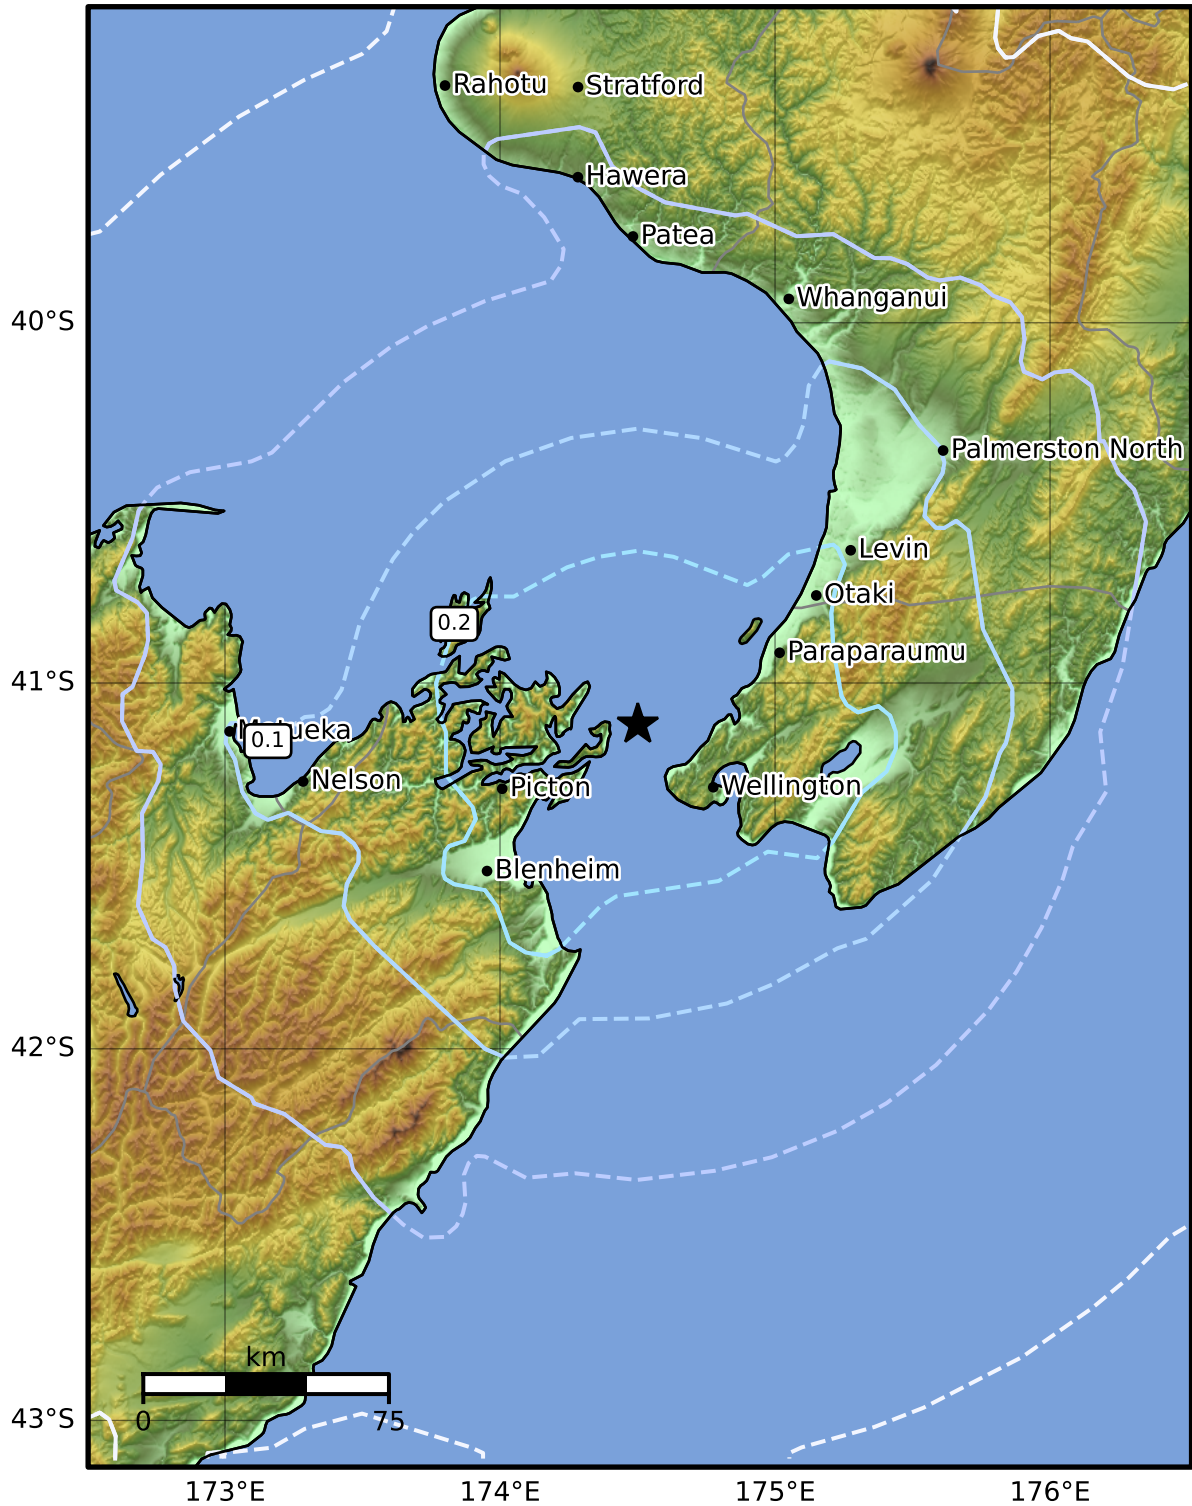 Rahotu
Stratford
Hawera
Patea
Whanganui
40°S
Palmerston North
Levin
Otaki
0.2
Paraparaumu
41°S
0.1
Nelson
Picton
Wellington
Blenheim
42°S
km
0
75
43°S
173°E
174°E
175°E
176°E